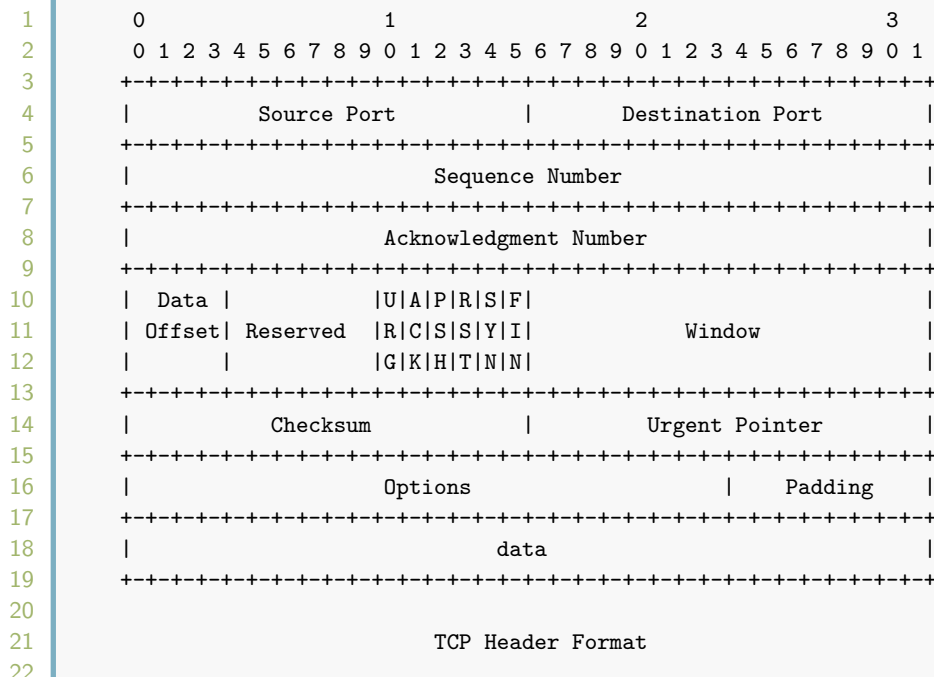 1         0                   1                   2                   3
2         0 1 2 3 4 5 6 7 8 9 0 1 2 3 4 5 6 7 8 9 0 1 2 3 4 5 6 7 8 9 0 1
3        +-+-+-+-+-+-+-+-+-+-+-+-+-+-+-+-+-+-+-+-+-+-+-+-+-+-+-+-+-+-+-+-+
4        |          Source Port          |       Destination Port        |
5        +-+-+-+-+-+-+-+-+-+-+-+-+-+-+-+-+-+-+-+-+-+-+-+-+-+-+-+-+-+-+-+-+
6        |                        Sequence Number                        |
7        +-+-+-+-+-+-+-+-+-+-+-+-+-+-+-+-+-+-+-+-+-+-+-+-+-+-+-+-+-+-+-+-+
8        |                    Acknowledgment Number                      |
9        +-+-+-+-+-+-+-+-+-+-+-+-+-+-+-+-+-+-+-+-+-+-+-+-+-+-+-+-+-+-+-+-+
10       |  Data |           |U|A|P|R|S|F|                               |
11       | Offset| Reserved  |R|C|S|S|Y|I|            Window             |
12       |       |           |G|K|H|T|N|N|                               |
13       +-+-+-+-+-+-+-+-+-+-+-+-+-+-+-+-+-+-+-+-+-+-+-+-+-+-+-+-+-+-+-+-+
14       |           Checksum            |         Urgent Pointer        |
15       +-+-+-+-+-+-+-+-+-+-+-+-+-+-+-+-+-+-+-+-+-+-+-+-+-+-+-+-+-+-+-+-+
16       |                    Options                    |    Padding    |
17       +-+-+-+-+-+-+-+-+-+-+-+-+-+-+-+-+-+-+-+-+-+-+-+-+-+-+-+-+-+-+-+-+
18       |                             data                              |
19       +-+-+-+-+-+-+-+-+-+-+-+-+-+-+-+-+-+-+-+-+-+-+-+-+-+-+-+-+-+-+-+-+
20
21                                TCP Header Format
22